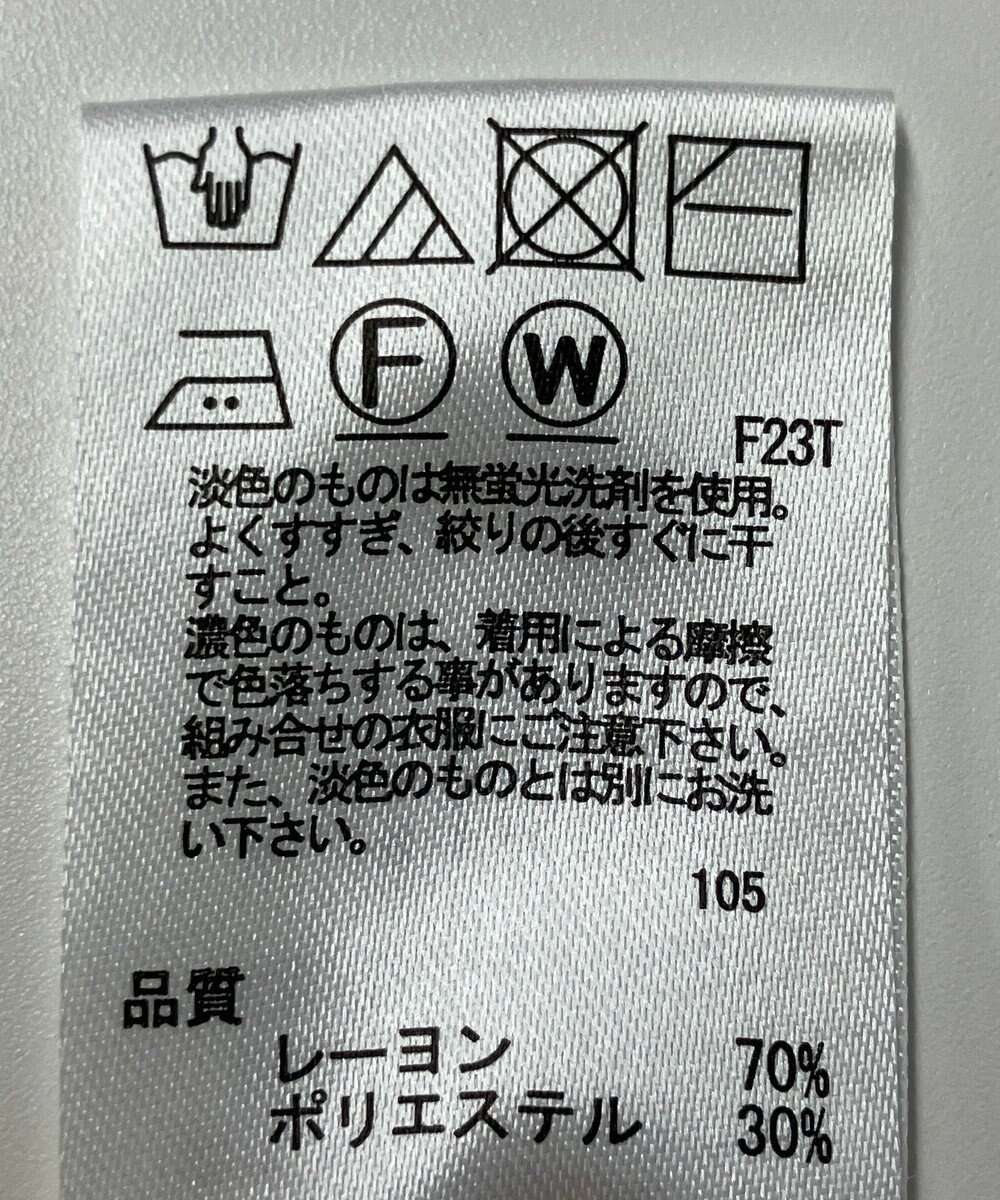 F W
F23T
淡色のものは無蛍光洗剤を使用。
よくすすぎ、絞りの後すぐに干
すこと。
濃色のものは、着用による摩擦
で色落ちする事がありますので、
組み合せの衣服にご注意下さい。
また、淡色のものとは別にお洗
い下さい。
105
品質
レーヨン 70%
ポリエステル 30%